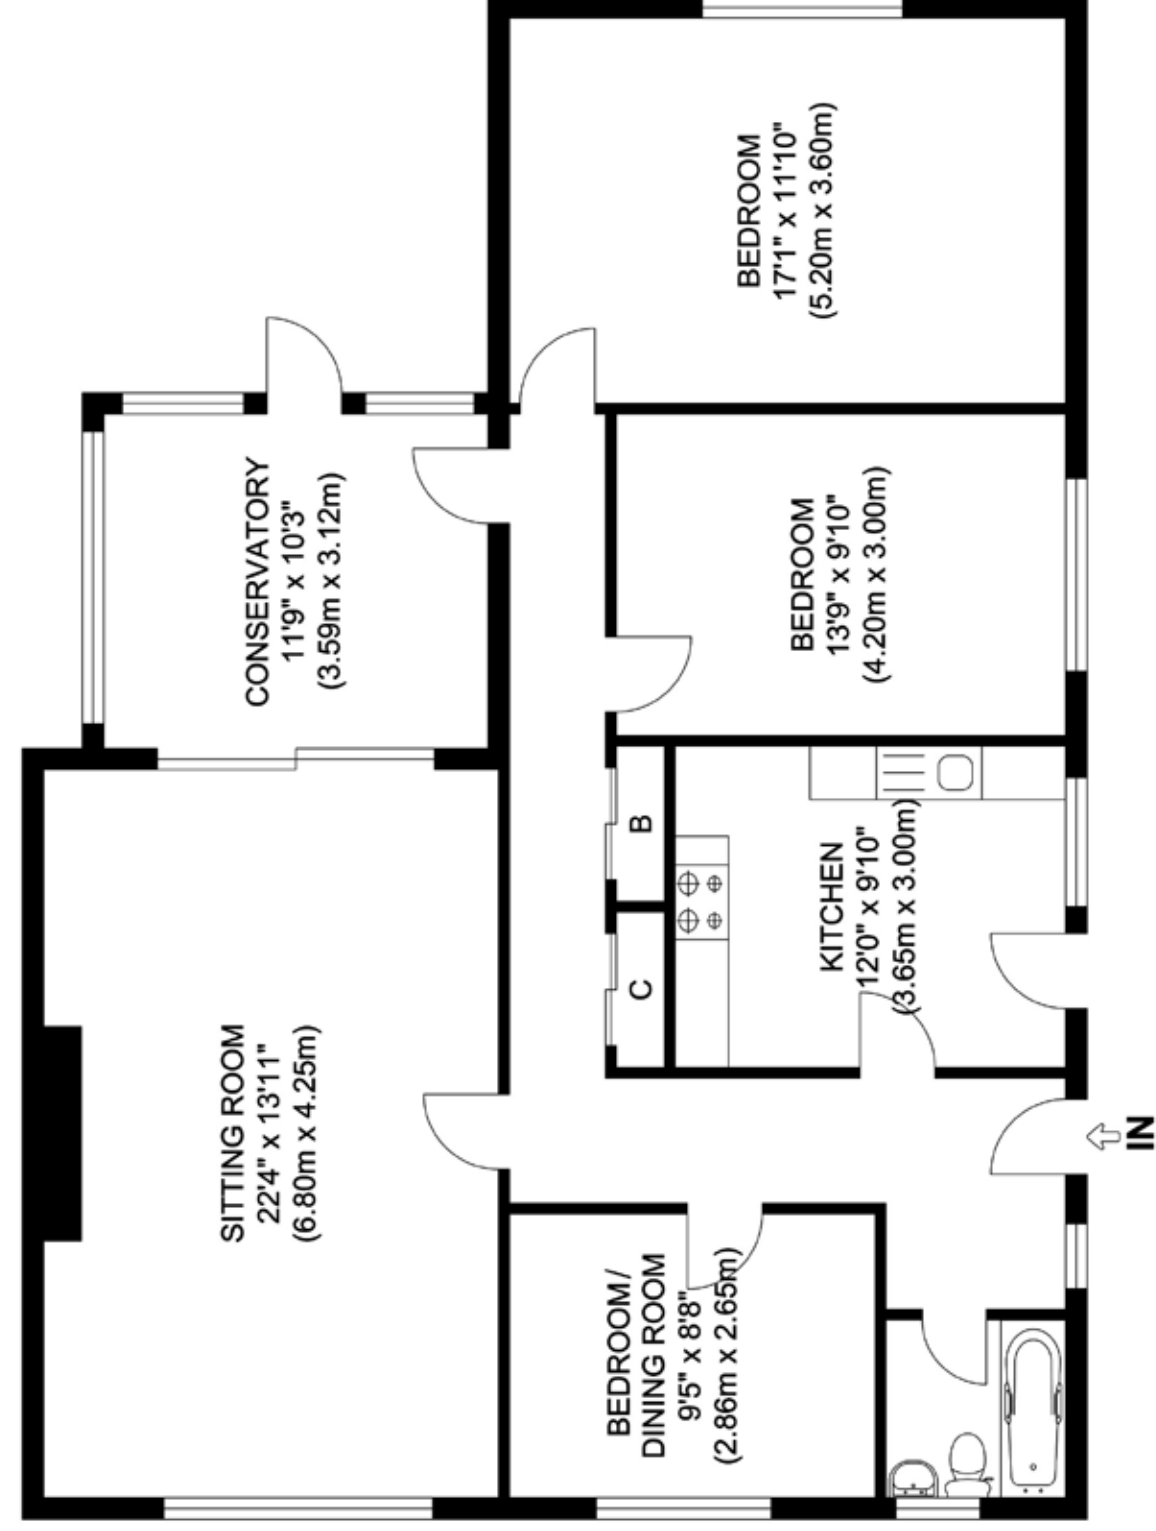 CONSERVATORY
11'9" x 10'3"
(3.59m x 3.12m)
BEDROOM
17'1" x 11'10"
(5.20m x 3.60m)
SITTING ROOM
22'4" x 13'11"
(6.80m x 4.25m)
C
B
BEDROOM
13'9" x 9'10"
(4.20m x 3.00m)
BEDROOM/
DINING ROOM
9'5" x 8'8"
(2.86m x 2.65m)
KITCHEN
12'0" x 9'10"
(3.65m x 3.00m)
IN